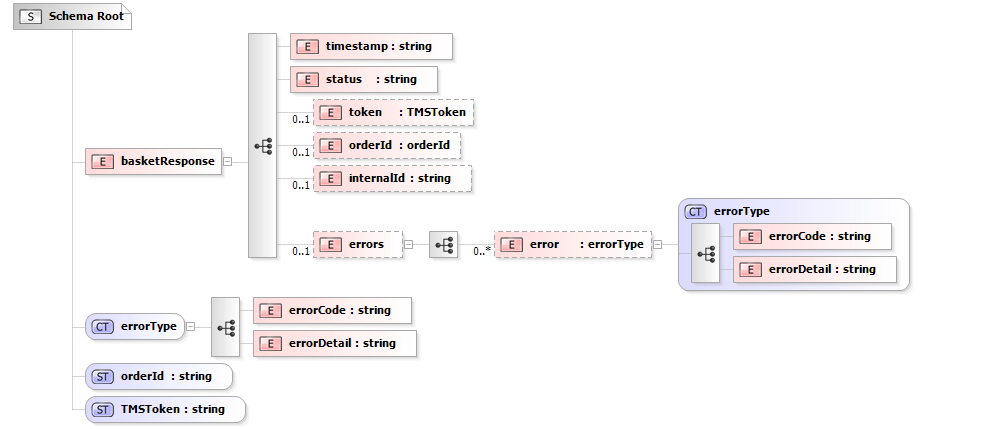 S Schema Root
E timestamp : string
E status : string
0..1 E token : TMSToken
0..1 E orderId : orderId
E basketResponse
0..1 E internalId : string
0..1 E errors
0..* E error : errorType
CT errorType
E errorCode : string
E errorDetail : string
CT errorType
E errorCode : string
E errorDetail : string
ST orderId : string
ST TMSToken : string